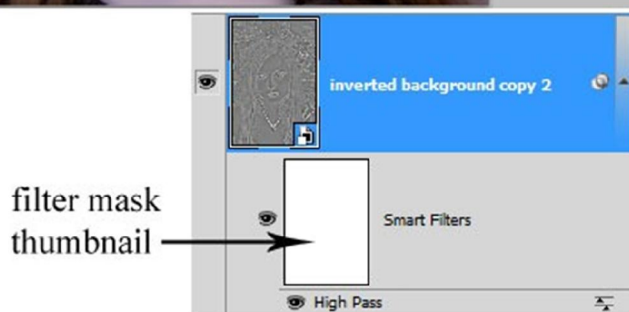 inverted background copy 2
filter mask
thumbnail
Smart Filters
High Pass